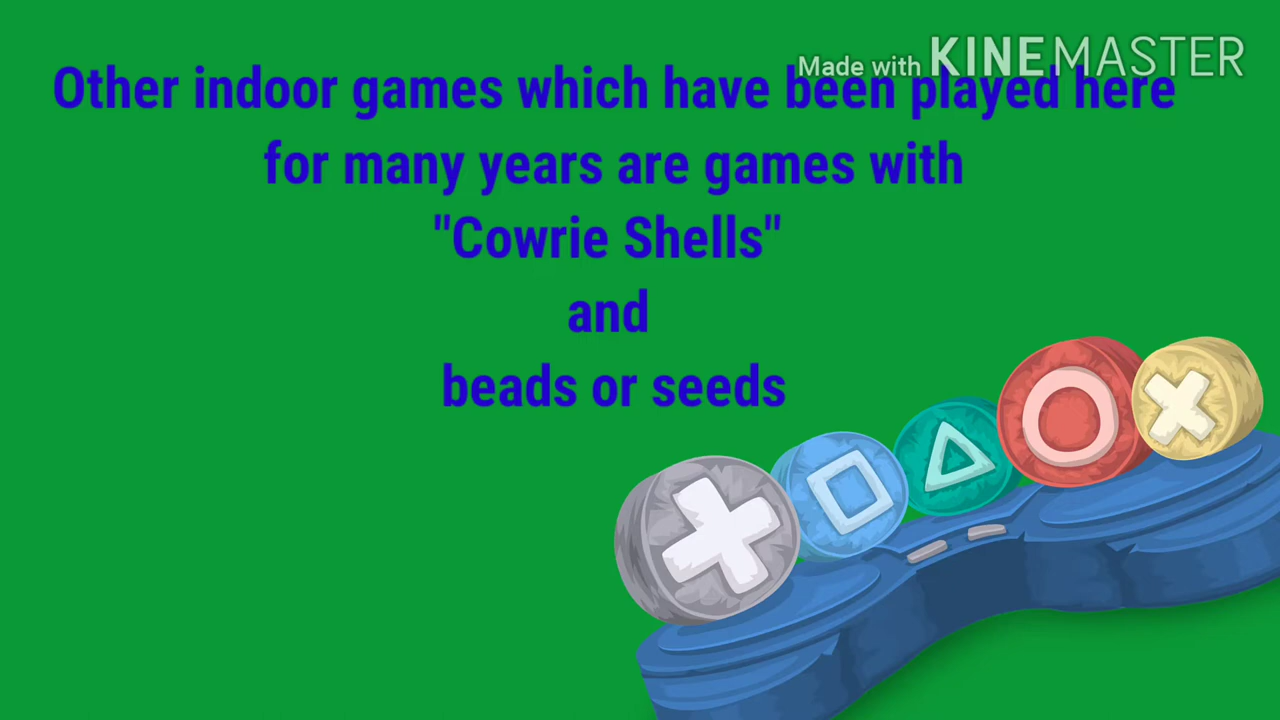 Made with KINEMASTER
Other indoor games which have been played here
for many years are games with
"Cowrie Shells"
and
beads or seeds